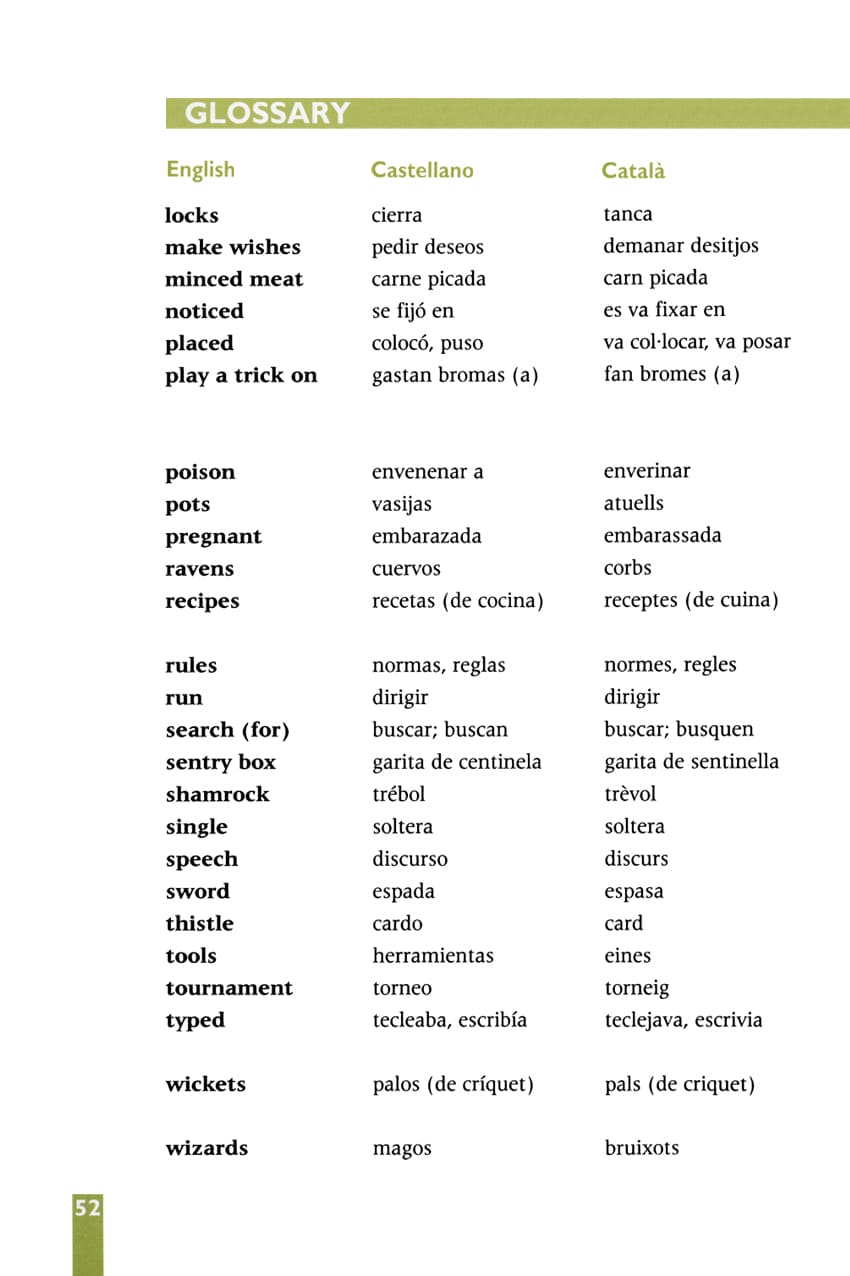 GLOSSARY
English Castellano Català
locks cierra tanca
make wishes pedir deseos demanar desitjos
minced meat carne picada carn picada
noticed se fijó en es va fixar en
placed colocó, puso va col·locar, va posar
play a trick on gastan bromas (a) fan bromes (a)
poison envenenar a enverinar
pots vasijas atuells
pregnant embarazada embarassada
ravens cuervos corbs
recipes recetas (de cocina) receptes (de cuina)
rules normas, reglas normes, regles
run dirigir dirigir
search (for) buscar; buscan buscar; busquen
sentry box garita de centinela garita de sentinella
shamrock trébol trèvol
single soltera soltera
speech discurso discurs
sword espada espasa
thistle cardo card
tools herramientas eines
tournament torneo torneig
typed tecleaba, escribía teclejava, escrivia
wickets palos (de críquet) pals (de criquet)
wizards magos bruixots
52